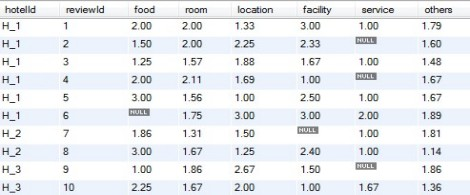 hotelId reviewId food room location facility service others
H_1 1 2.00 2.00 1.33 3.00 1.00 1.79
H_1 2 1.50 2.00 2.25 2.33 NULL 1.60
H_1 3 1.25 1.57 1.88 1.67 1.00 1.48
H_1 4 2.00 2.11 1.69 1.00 NULL 1.67
H_1 5 3.00 1.56 1.00 2.50 1.00 1.67
H_1 6 NULL 1.75 3.00 3.00 2.00 1.89
H_2 7 1.86 1.31 1.50 NULL 1.00 1.81
H_2 8 3.00 1.67 1.25 2.40 1.00 1.14
H_3 9 1.00 1.86 2.67 1.50 NULL 1.86
H_3 10 2.25 1.67 2.00 1.00 1.67 1.36